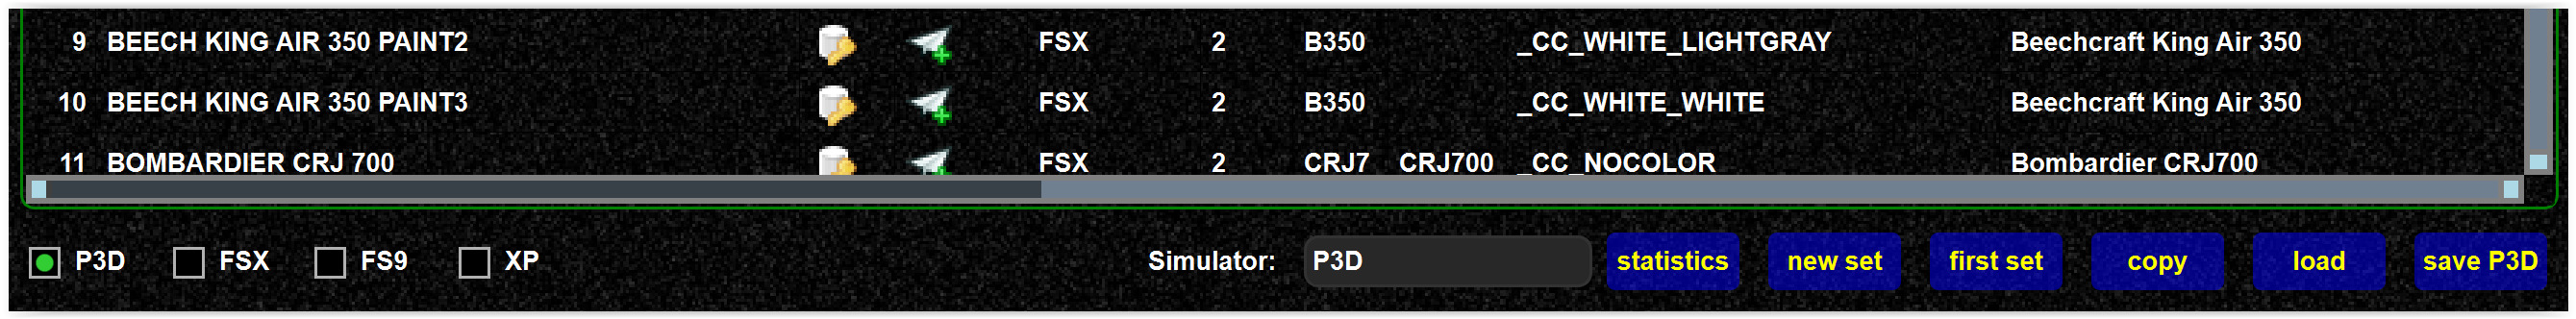 9 BEECH KING AIR 350 PAINT2 FSX 2 B350 _CC_WHITE_LIGHTGRAY Beechcraft King Air 350
10 BEECH KING AIR 350 PAINT3 FSX 2 B350 _CC_WHITE_WHITE Beechcraft King Air 350
11 BOMBARDIER CRJ 700 FSX 2 CRJ7 CRJ700 _CC_NOCOLOR Bombardier CRJ700
P3D FSX FS9 XP Simulator: P3D statistics new set first set copy load save P3D